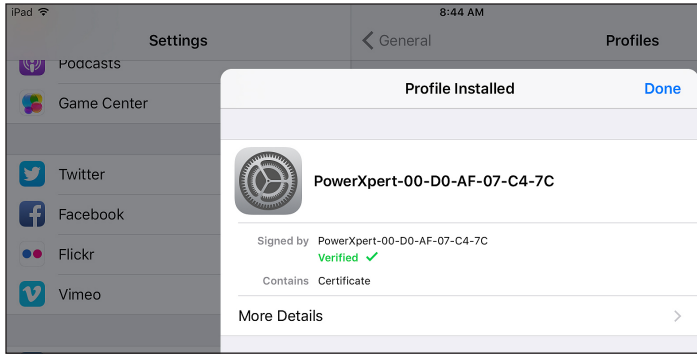 iPad
8:44 AM
Settings
General
Profiles
Podcasts
Game Center
Twitter
Facebook
Flickr
Vimeo
Profile Installed
Done
PowerXpert-00-D0-AF-07-C4-7C
Signed by PowerXpert-00-D0-AF-07-C4-7C
Verified
Contains Certificate
More Details